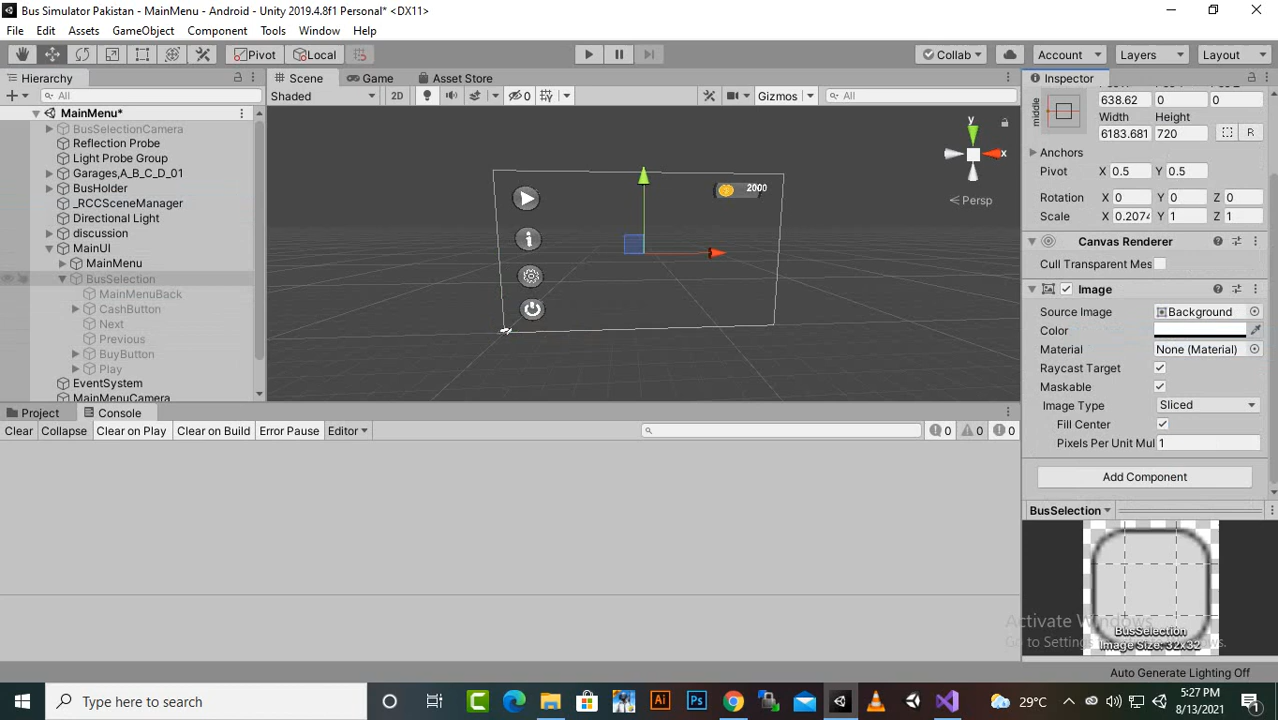 Bus Simulator Pakistan - MainMenu - Android - Unity 2019.4.8f1 Personal* <DX11>
File Edit Assets GameObject Component Tools Window Help
Pivot Local Collab Account Layers Layout
Hierarchy Scene Game Asset Store Inspector
All Shaded 2D 0 Gizmos All
MainMenu*
BusSelectionCamera
Reflection Probe
Light Probe Group
Garages,A_B_C_D_01
BusHolder
_RCCSceneManager
Directional Light
discussion
MainUI
MainMenu
BusSelection
MainMenuBack
CashButton
Next
Previous
BuyButton
Play
EventSystem
MainMenuCamera
y
x
Persp
2000
middle
638.62 0 0
Width Height
6183.681 720 R
Anchors
Pivot X 0.5 Y 0.5
Rotation X 0 Y 0 Z 0
Scale X 0.2074 Y 1 Z 1
Canvas Renderer
Cull Transparent Mes
Image
Source Image Background
Color
Material None (Material)
Raycast Target
Maskable
Image Type Sliced
Fill Center
Pixels Per Unit Mul 1
Add Component
BusSelection
BusSelection
Image Size: 32x32
Project Console
Clear Collapse Clear on Play Clear on Build Error Pause Editor 0 0 0
Activate Windows
Go to Settings to activate Windows.
Auto Generate Lighting Off
Type here to search
29°C
5:27 PM
8/13/2021
1